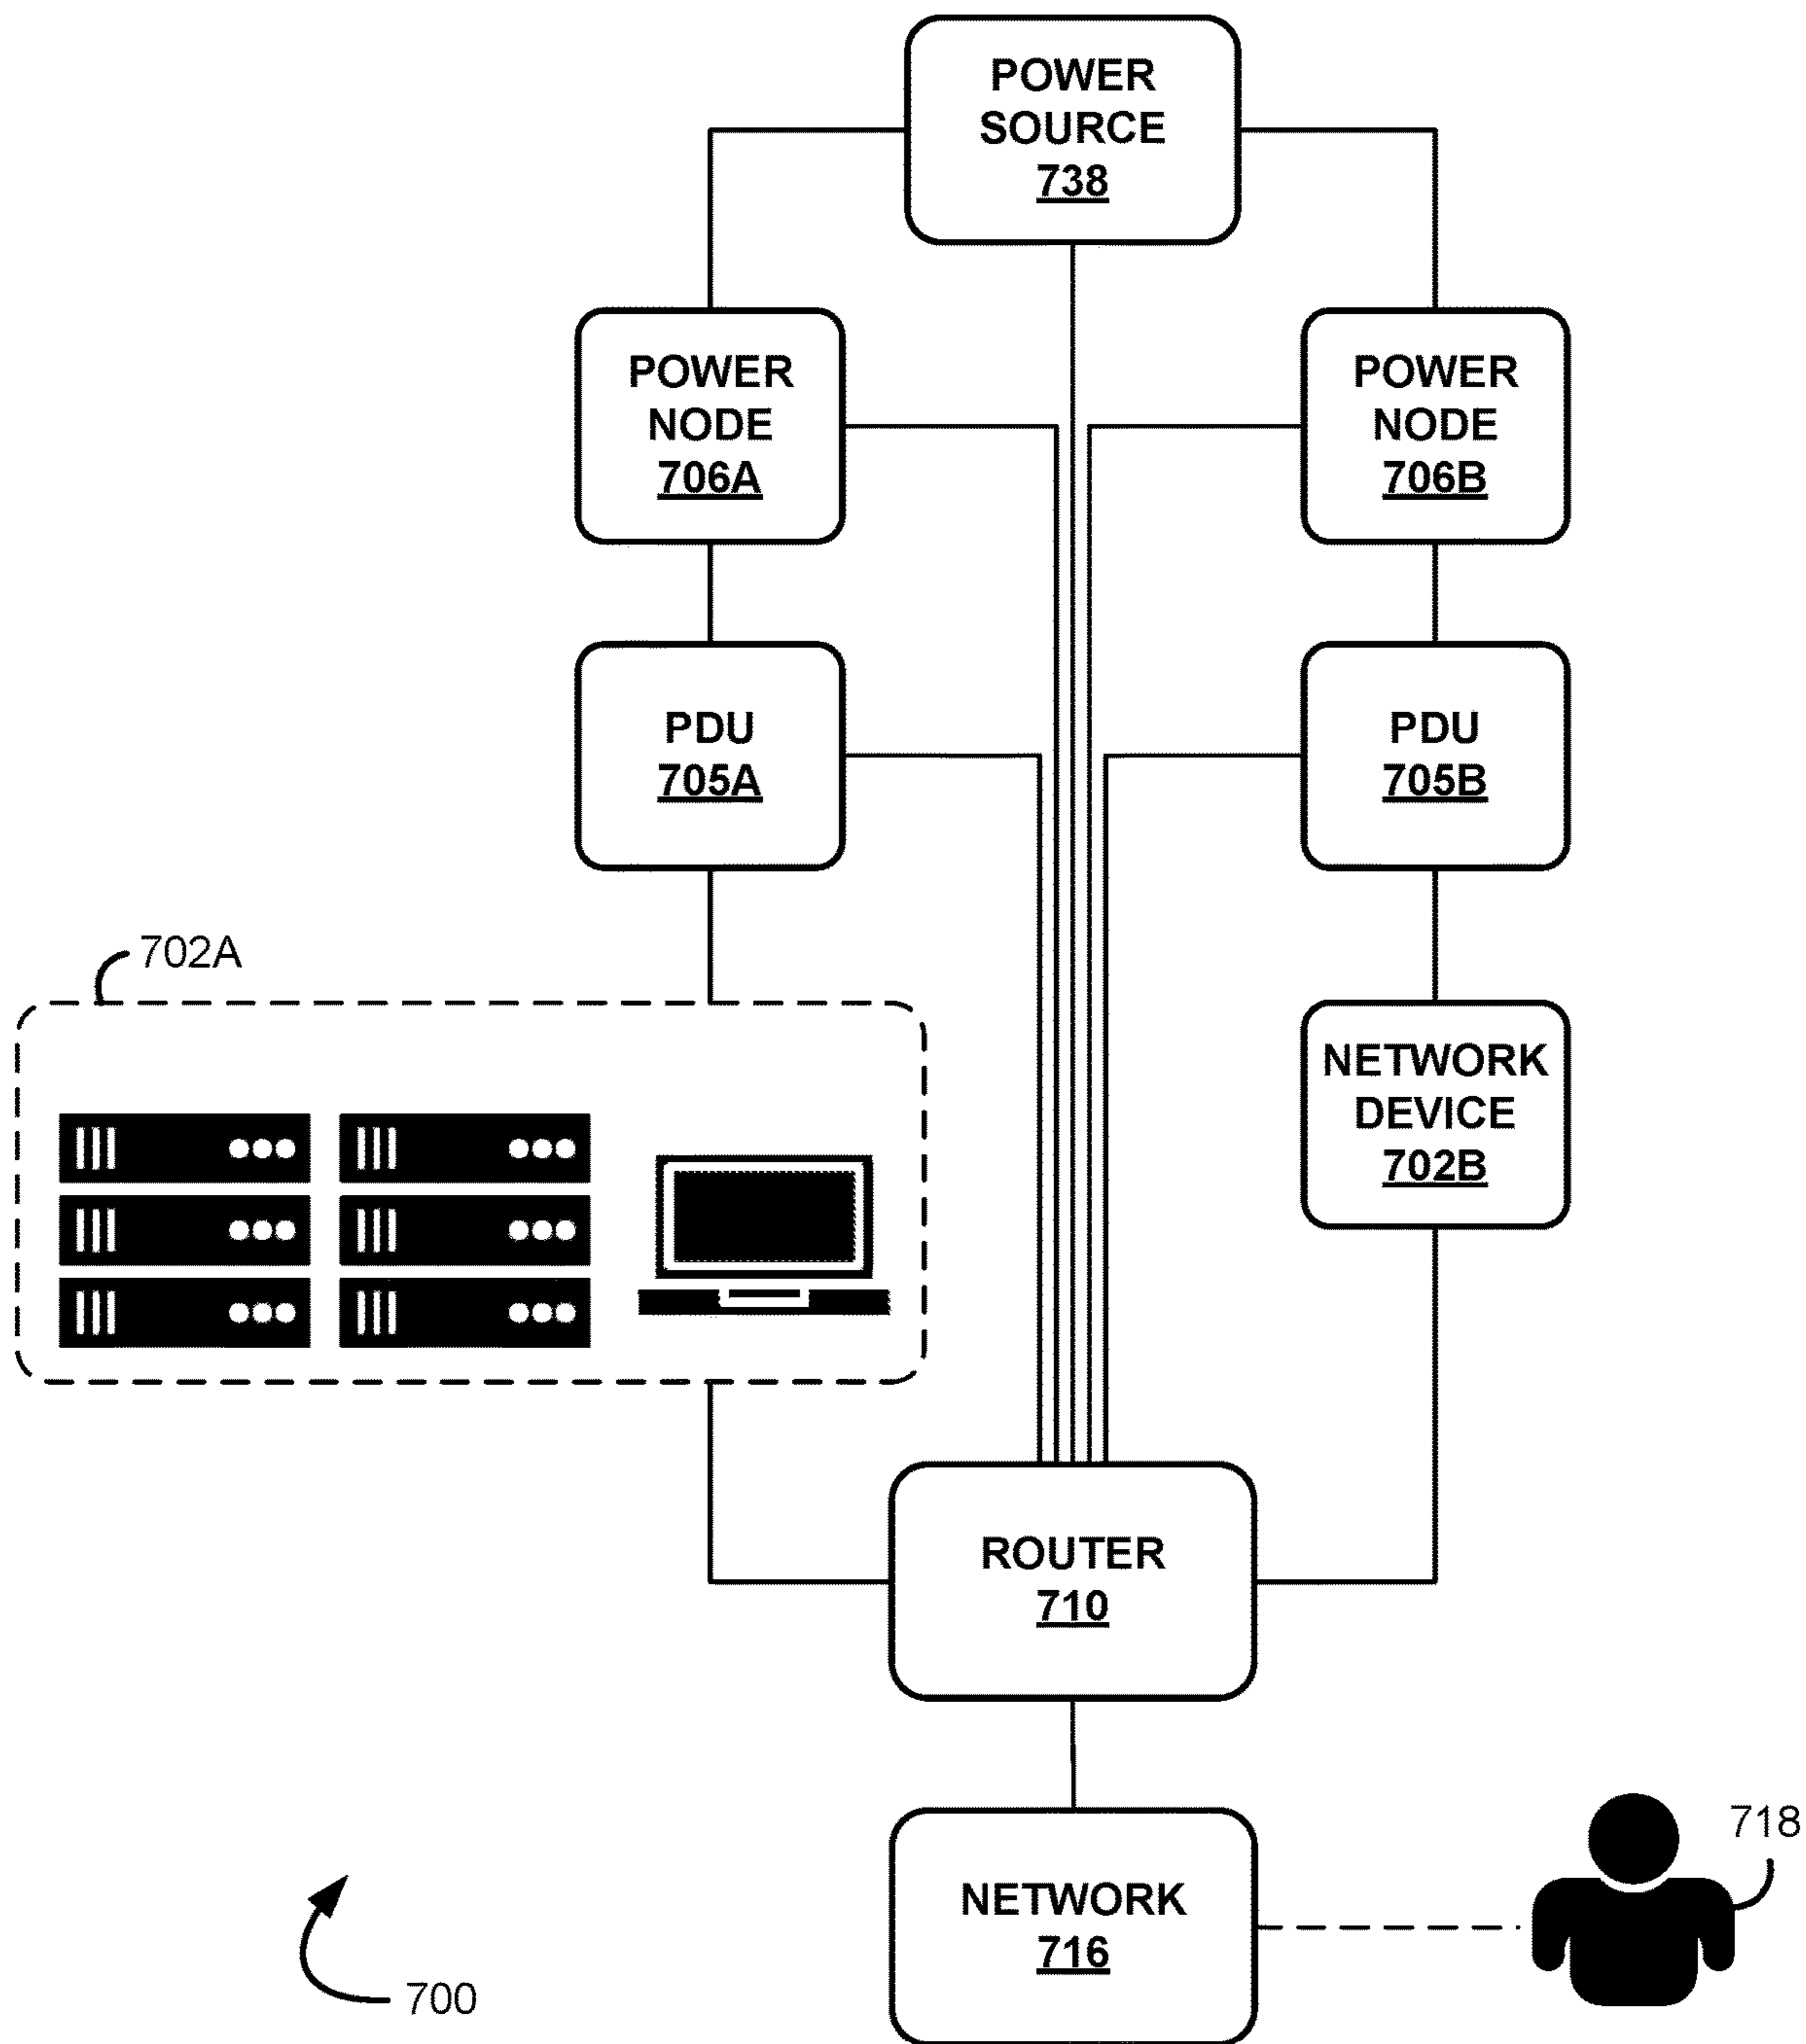 POWER
SOURCE
738
POWER
NODE
706A
POWER
NODE
706B
PDU
705A
PDU
705B
702A
NETWORK
DEVICE
702B
ROUTER
710
NETWORK
716
718
700